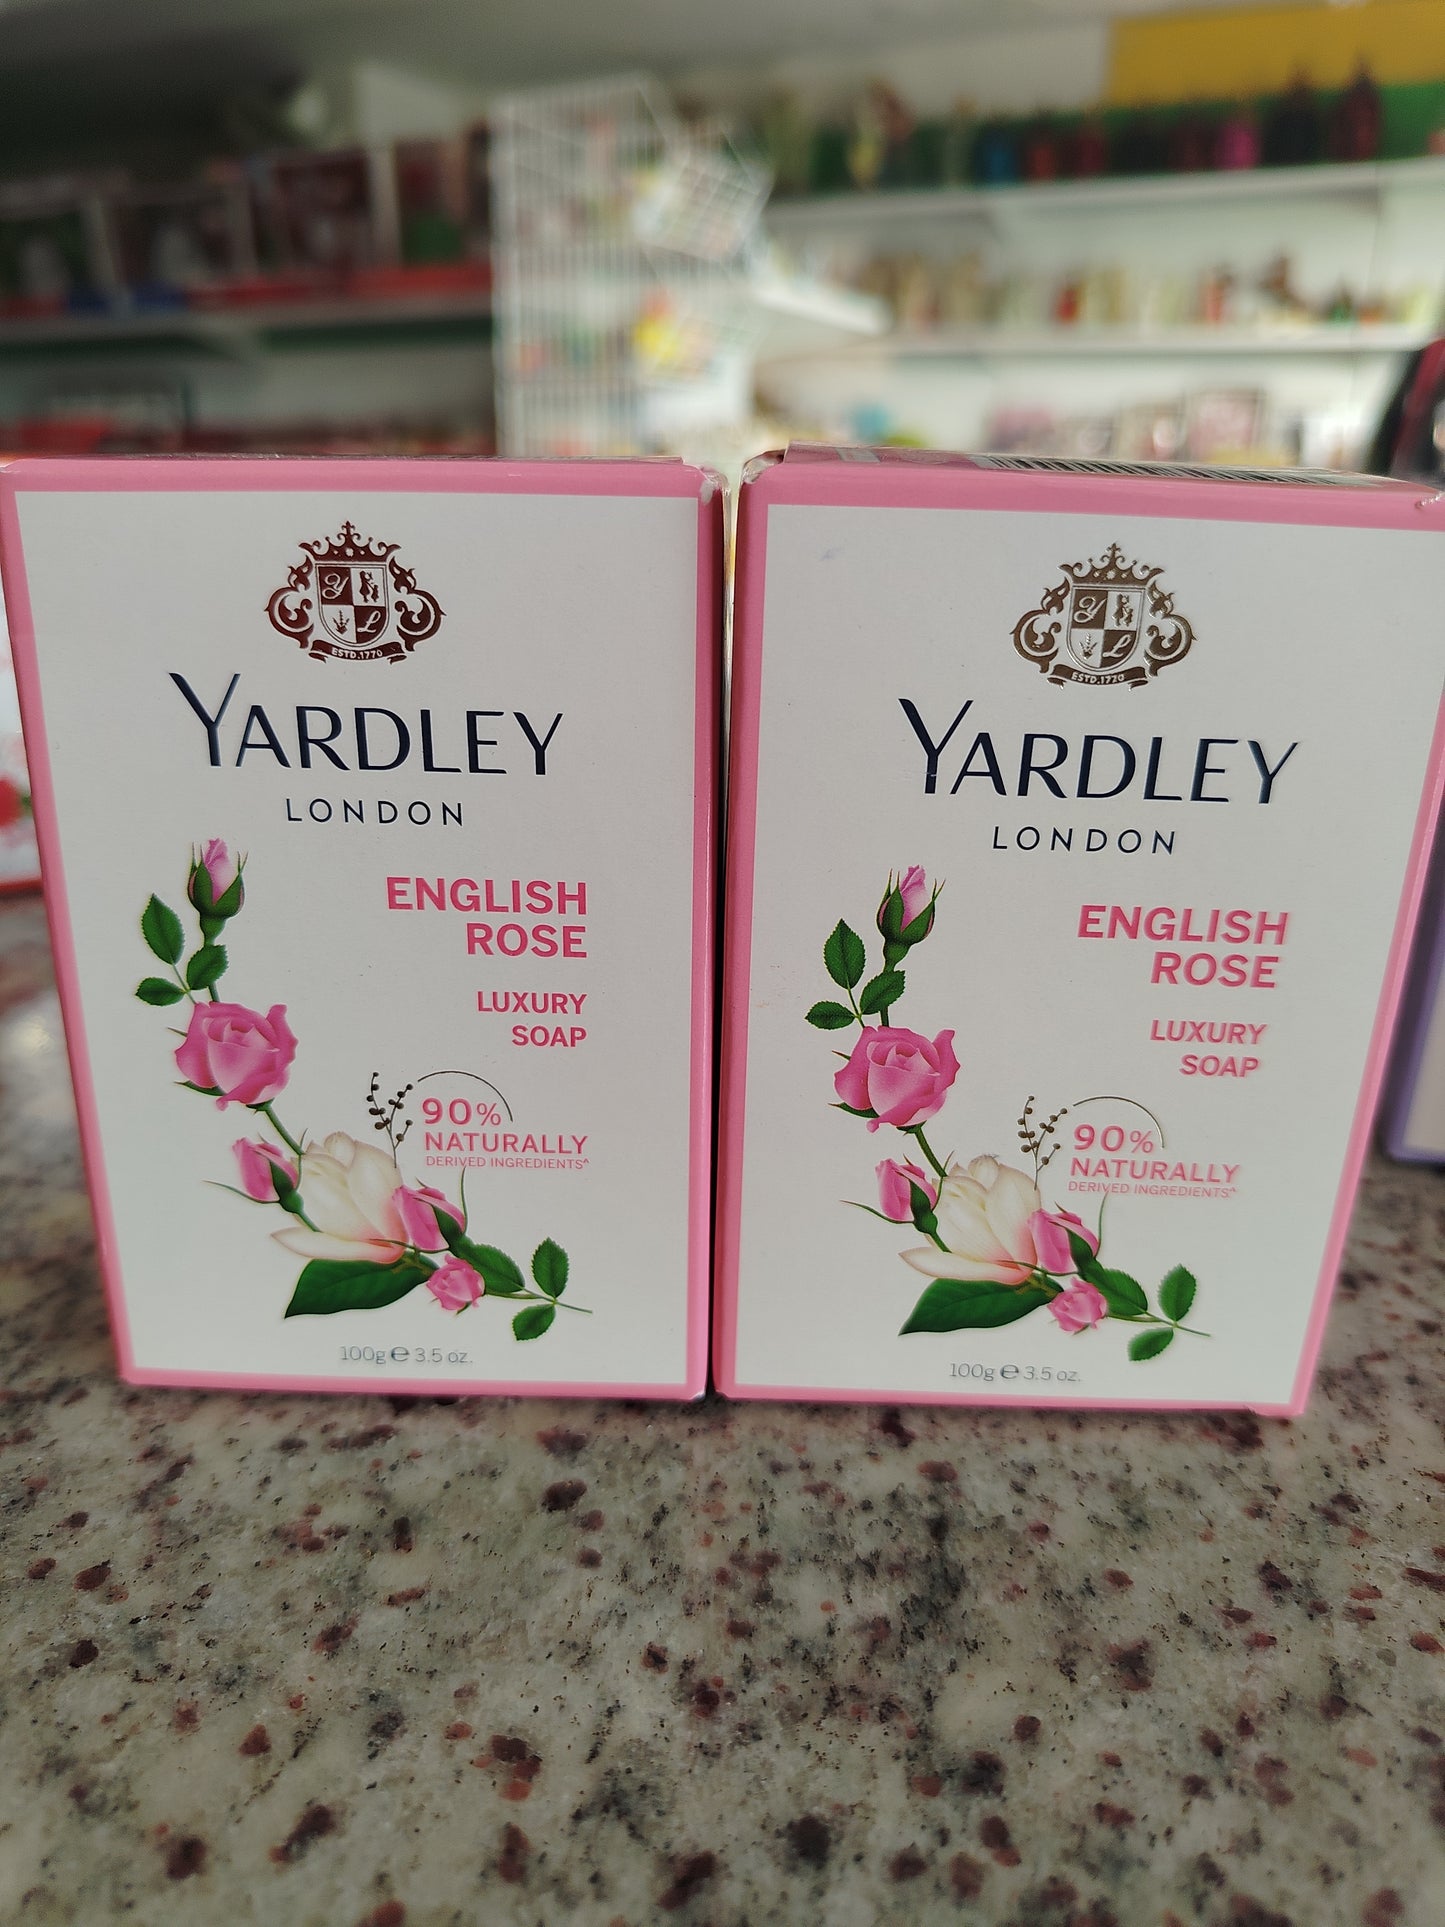 Y
L
ESTD.1770
YARDLEY
LONDON
ENGLISH
ROSE
LUXURY
SOAP
90%
NATURALLY
DERIVED INGREDIENTS^
100g ℮ 3.5 oz.
Y
L
ESTD.1770
YARDLEY
LONDON
ENGLISH
ROSE
LUXURY
SOAP
90%
NATURALLY
DERIVED INGREDIENTS^
100g ℮ 3.5 oz.